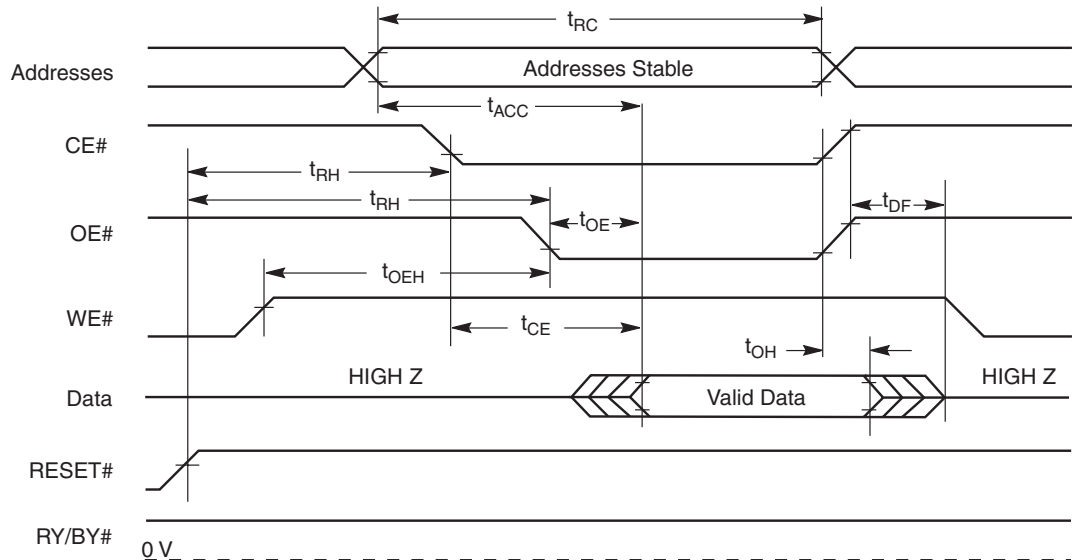 tRC
Addresses
Addresses Stable
tACC
CE#
tRH
tRH
OE#
tOE
tDF
tOEH
WE#
tCE
tOH
HIGH Z
HIGH Z
Data
Valid Data
RESET#
RY/BY#
0 V